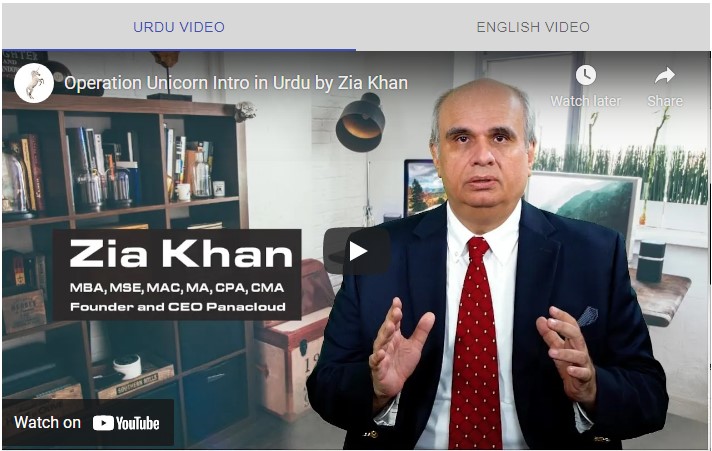 URDU VIDEO
ENGLISH VIDEO
Operation Unicorn Intro in Urdu by Zia Khan
Watch later
Share
Zia Khan
MBA, MSE, MAC, MA, CPA, CMA
Founder and CEO Panacloud
Watch on YouTube